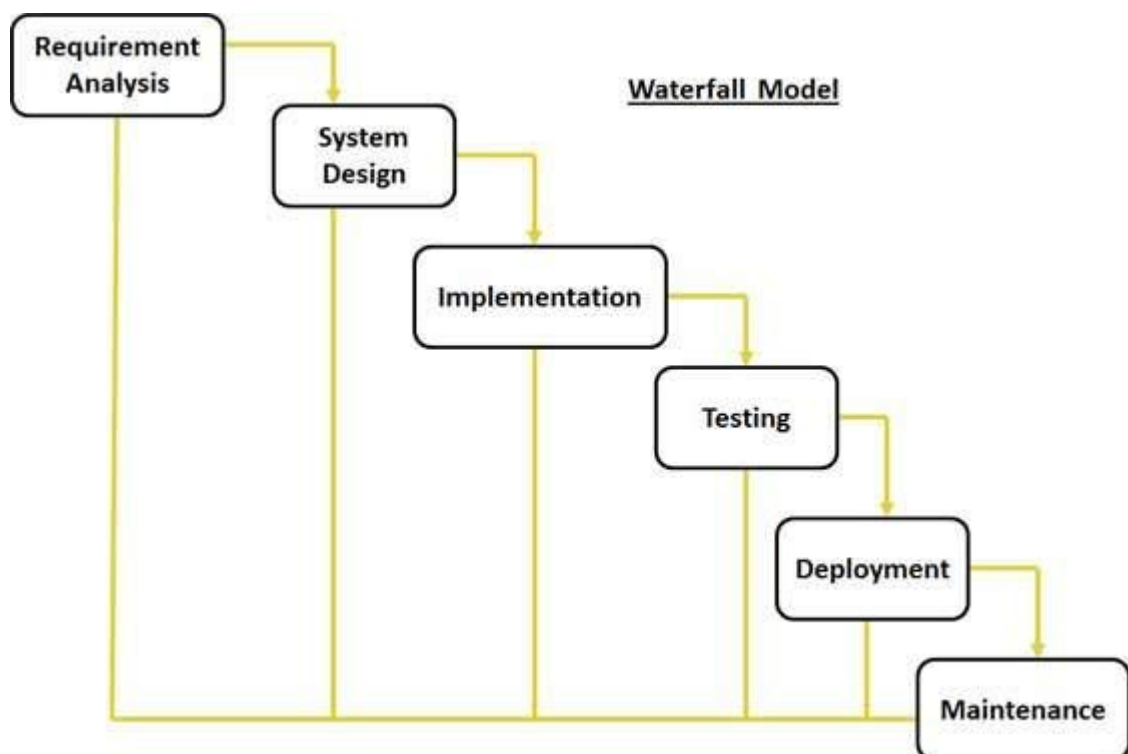 Requirement
Analysis
Waterfall Model
System
Design
Implementation
Testing
Deployment
Maintenance